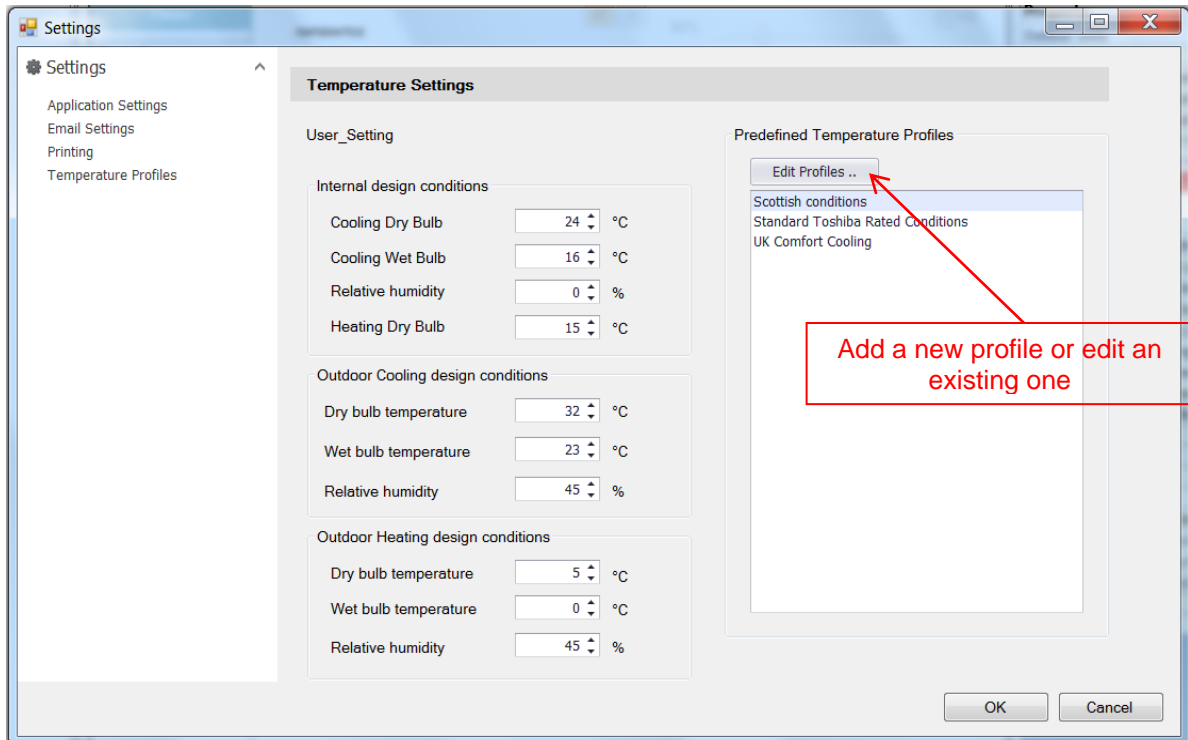 Settings
Settings
Application Settings
Email Settings
Printing
Temperature Profiles
Temperature Settings
User_Setting
Internal design conditions
Cooling Dry Bulb 24 °C
Cooling Wet Bulb 16 °C
Relative humidity 0 %
Heating Dry Bulb 15 °C
Outdoor Cooling design conditions
Dry bulb temperature 32 °C
Wet bulb temperature 23 °C
Relative humidity 45 %
Outdoor Heating design conditions
Dry bulb temperature 5 °C
Wet bulb temperature 0 °C
Relative humidity 45 %
Predefined Temperature Profiles
Edit Profiles ..
Scottish conditions
Standard Toshiba Rated Conditions
UK Comfort Cooling
Add a new profile or edit an
existing one
OK Cancel